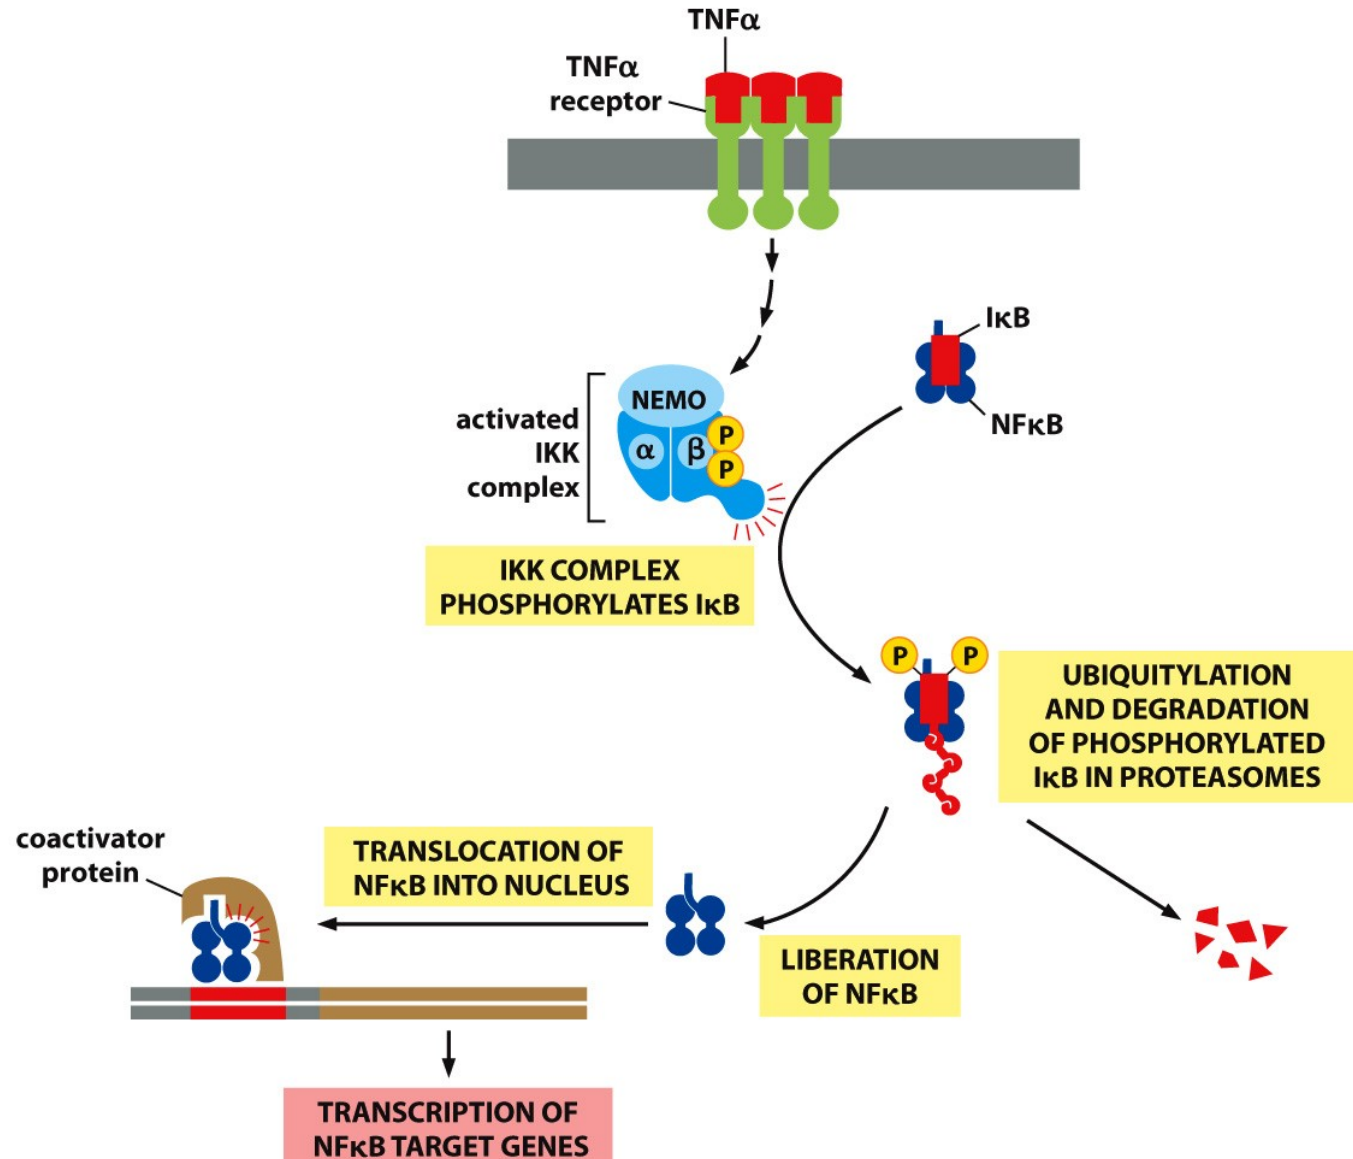 TNFα
TNFα
receptor
IκB
NFκB
activated
IKK
complex
NEMO
α
β
P
P
IKK COMPLEX
PHOSPHORYLATES IκB
P
P
UBIQUITYLATION
AND DEGRADATION
OF PHOSPHORYLATED
IκB IN PROTEASOMES
coactivator
protein
TRANSLOCATION OF
NFκB INTO NUCLEUS
LIBERATION
OF NFκB
TRANSCRIPTION OF
NFκB TARGET GENES